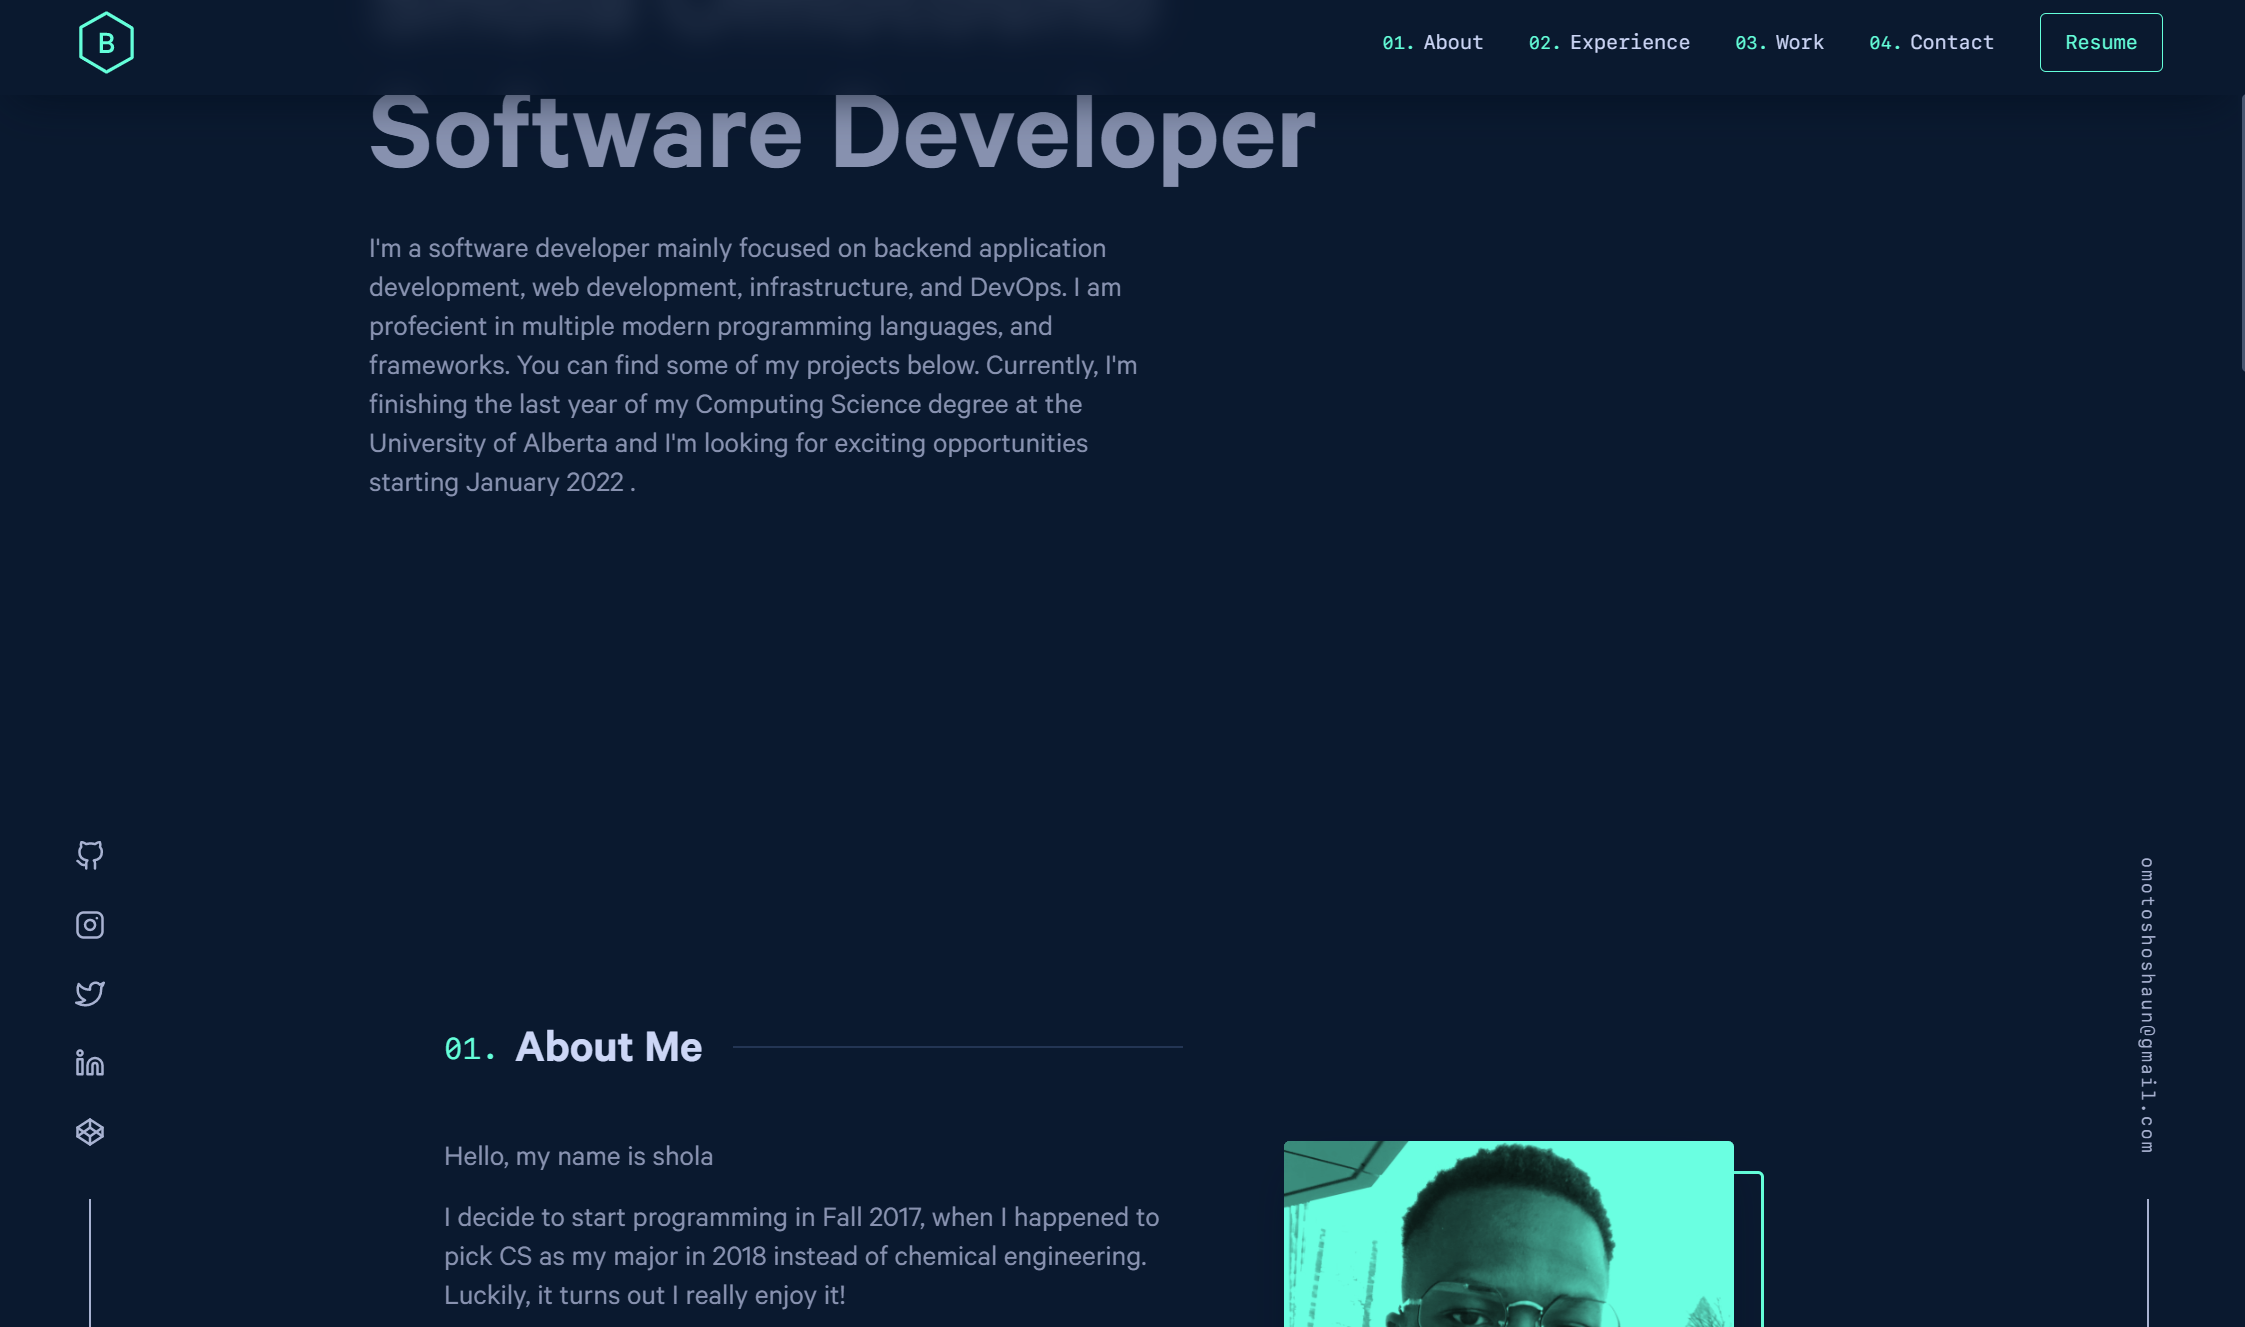 B
01. About 02. Experience 03. Work 04. Contact Resume
Software Developer
I'm a software developer mainly focused on backend application
development, web development, infrastructure, and DevOps. I am
profecient in multiple modern programming languages, and
frameworks. You can find some of my projects below. Currently, I'm
finishing the last year of my Computing Science degree at the
University of Alberta and I'm looking for exciting opportunities
starting January 2022 .
omotoshoshaun@gmail.com
01. About Me
Hello, my name is shola
I decide to start programming in Fall 2017, when I happened to
pick CS as my major in 2018 instead of chemical engineering.
Luckily, it turns out I really enjoy it!